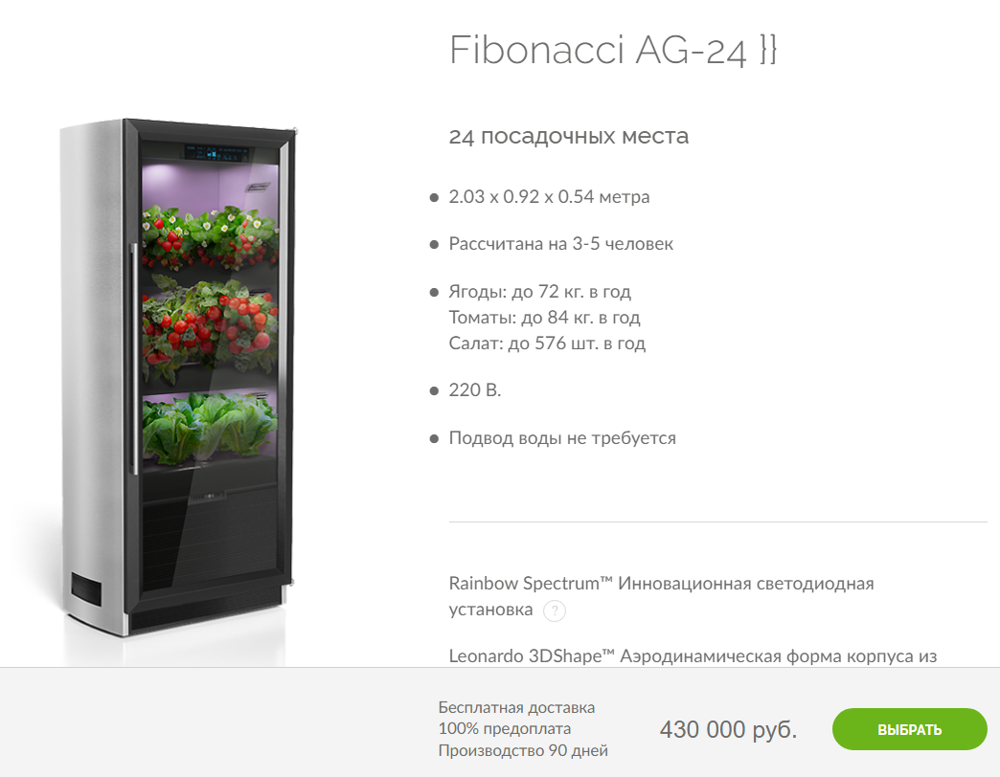 Fibonacci AG-24 }}
24 посадочных места
2.03 x 0.92 x 0.54 метра
Рассчитана на 3-5 человек
Ягоды: до 72 кг. в год
Томаты: до 84 кг. в год
Салат: до 576 шт. в год
220 В.
Подвод воды не требуется
Rainbow Spectrum™ Инновационная светодиодная
установка ?
Leonardo 3DShape™ Аэродинамическая форма корпуса из
Бесплатная доставка
100% предоплата
Производство 90 дней
430 000 руб.
ВЫБРАТЬ